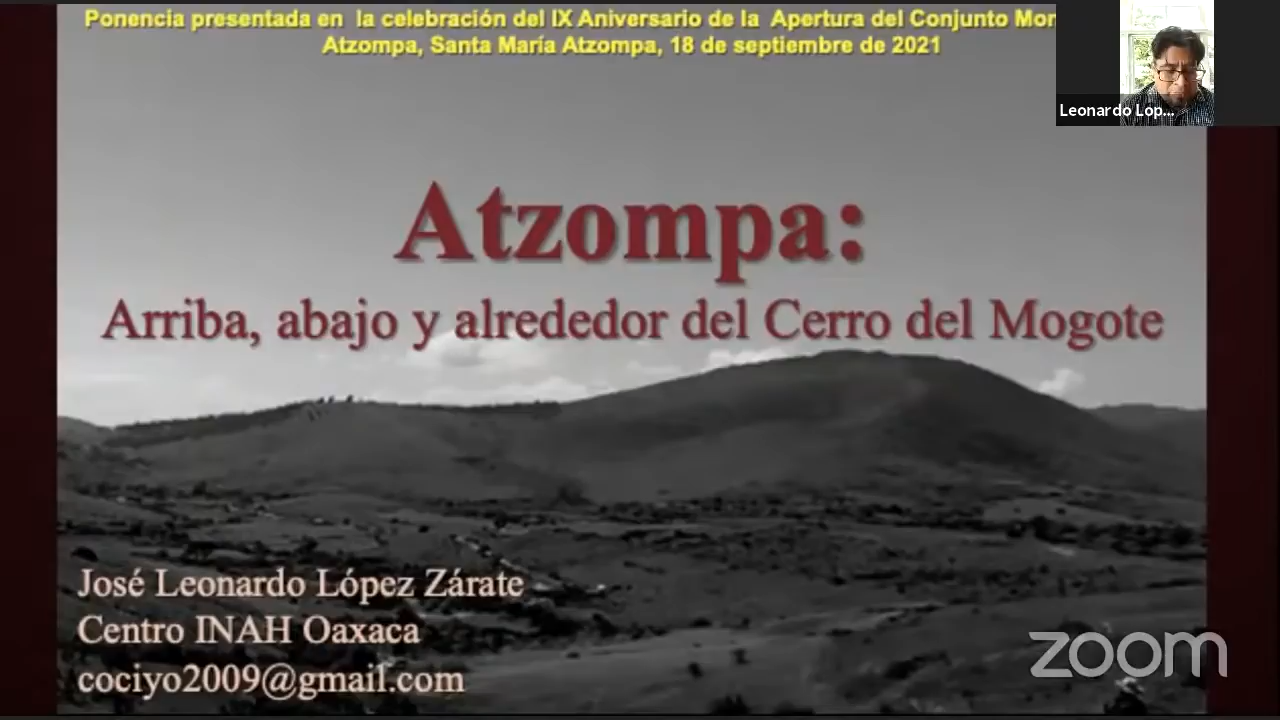 Ponencia presentada en la celebración del IX Aniversario de la Apertura del Conjunto
Atzompa, Santa María Atzompa, 18 de septiembre de 2021
Leonardo Lop...
Atzompa:
Arriba, abajo y alrededor del Cerro del Mogote
José Leonardo López Zárate
Centro INAH Oaxaca
cociyo2009@gmail.com
zoom